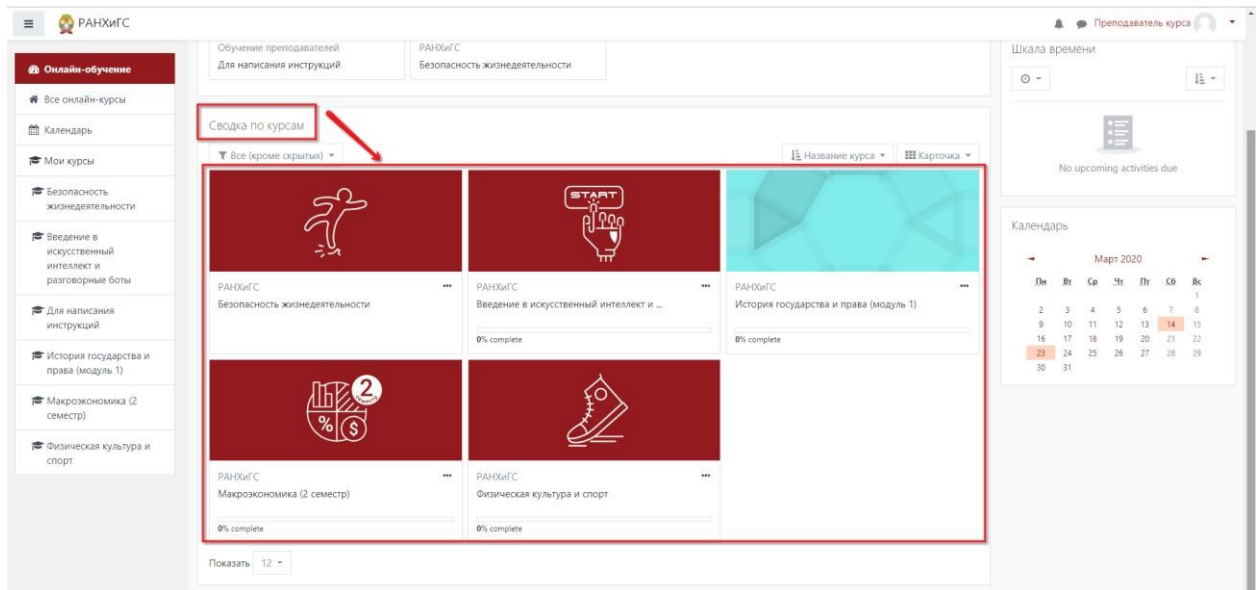 РАНХиГС
Преподаватель курса
Онлайн-обучение
Все онлайн-курсы
Календарь
Мои курсы
Безопасность
жизнедеятельности
Введение в
искусственный
интеллект и
разговорные боты
Для написания
инструкций
История государства и
права (модуль 1)
Макроэкономика (2
семестр)
Физическая культура и
спорт
Обучение преподавателей
Для написания инструкций
РАНХиГС
Безопасность жизнедеятельности
Сводка по курсам
Все (кроме скрытых)
Название курса
Карточка
РАНХиГС
Безопасность жизнедеятельности
START
РАНХиГС
Введение в искусственный интеллект и ...
0% complete
РАНХиГС
История государства и права (модуль 1)
0% complete
2
СЕМЕСТР
% $
РАНХиГС
Макроэкономика (2 семестр)
0% complete
РАНХиГС
Физическая культура и спорт
0% complete
Показать 12
Шкала времени
No upcoming activities due
Календарь
Март 2020
Пн Вт Ср Чт Пт Сб Вс
1
2 3 4 5 6 7 8
9 10 11 12 13 14 15
16 17 18 19 20 21 22
23 24 25 26 27 28 29
30 31